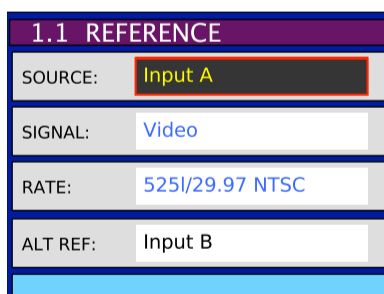 1.1 REFERENCE
SOURCE: Input A
SIGNAL: Video
RATE: 525I/29.97 NTSC
ALT REF: Input B